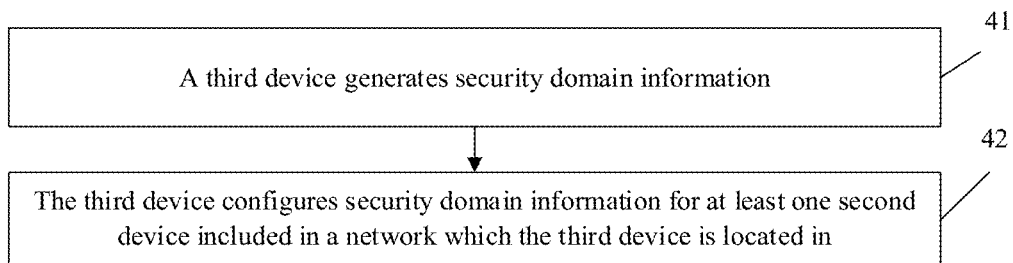 41
A third device generates security domain information
42
The third device configures security domain information for at least one second
device included in a network which the third device is located in